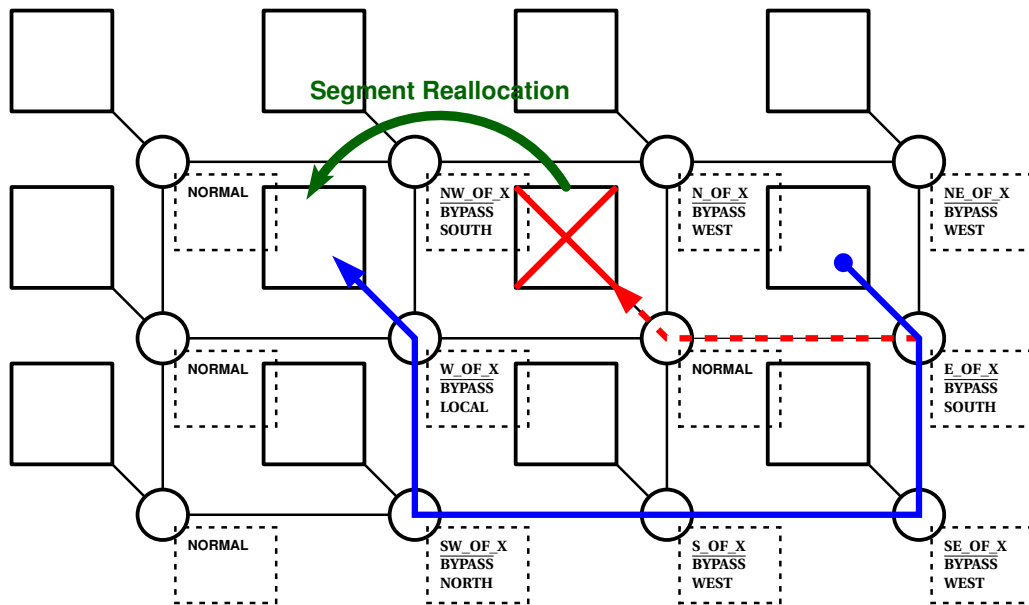 Segment Reallocation
NORMAL
NW_OF_X
BYPASS
SOUTH
N_OF_X
BYPASS
WEST
NE_OF_X
BYPASS
WEST
NORMAL
W_OF_X
BYPASS
LOCAL
NORMAL
E_OF_X
BYPASS
SOUTH
NORMAL
SW_OF_X
BYPASS
NORTH
S_OF_X
BYPASS
WEST
SE_OF_X
BYPASS
WEST